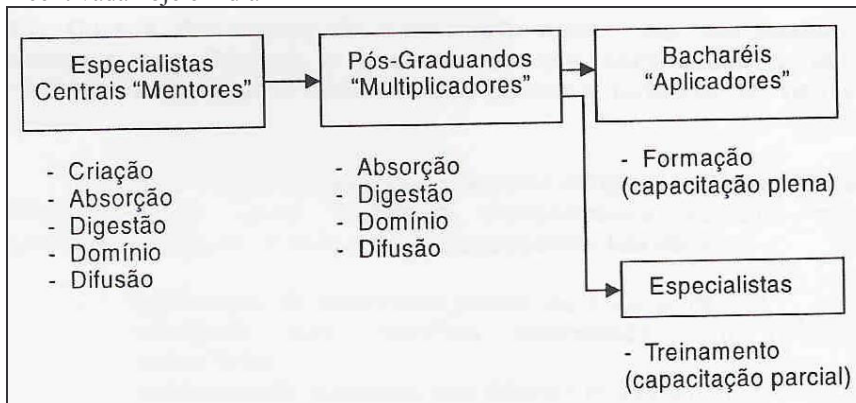 Especialistas
Centrais “Mentores”
- Criação
- Absorção
- Digestão
- Domínio
- Difusão
Pós-Graduandos
“Multiplicadores”
- Absorção
- Digestão
- Domínio
- Difusão
Bacharéis
“Aplicadores”
- Formação
(capacitação plena)
Especialistas
- Treinamento
(capacitação parcial)